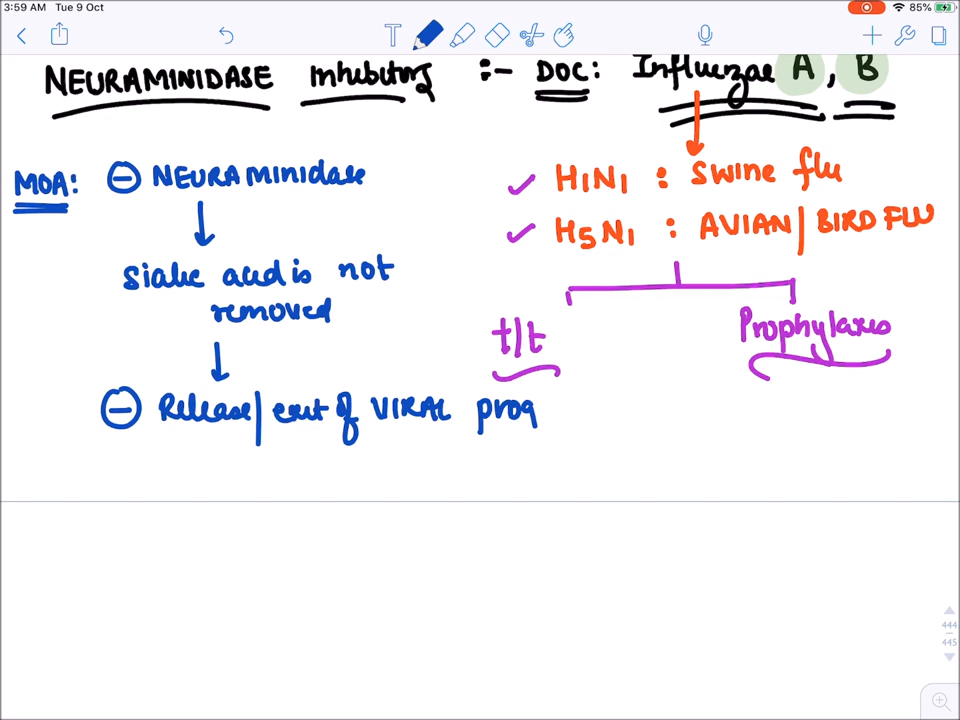 3:59 AM Tue 9 Oct 85%
NEURAMINIDASE Inhibitors :- DOC: Influenzae A, B
MOA: ⊖ NEURAMINIDASE
↓
Sialic acid is not
removed
↓
⊖ Release/exit of VIRAL prog
H1N1 : Swine flu
H5N1 : AVIAN/BIRD FLU
t/t
Prophylaxis
444
445